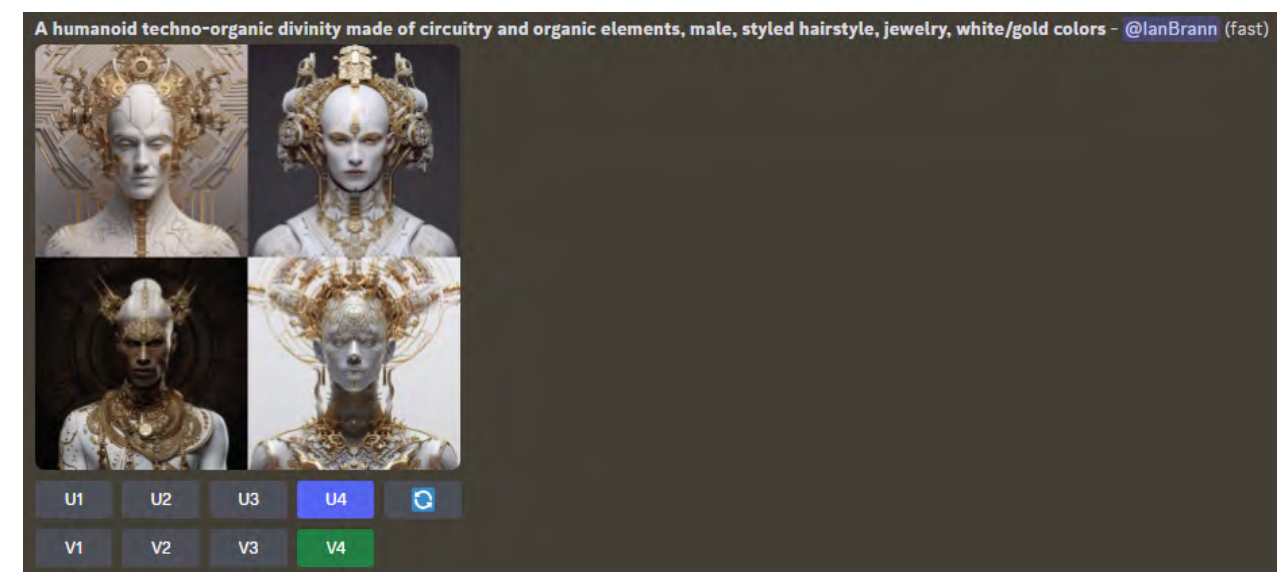 A humanoid techno-organic divinity made of circuitry and organic elements, male, styled hairstyle, jewelry, white/gold colors - @IanBrann (fast)
U1 U2 U3 U4
V1 V2 V3 V4